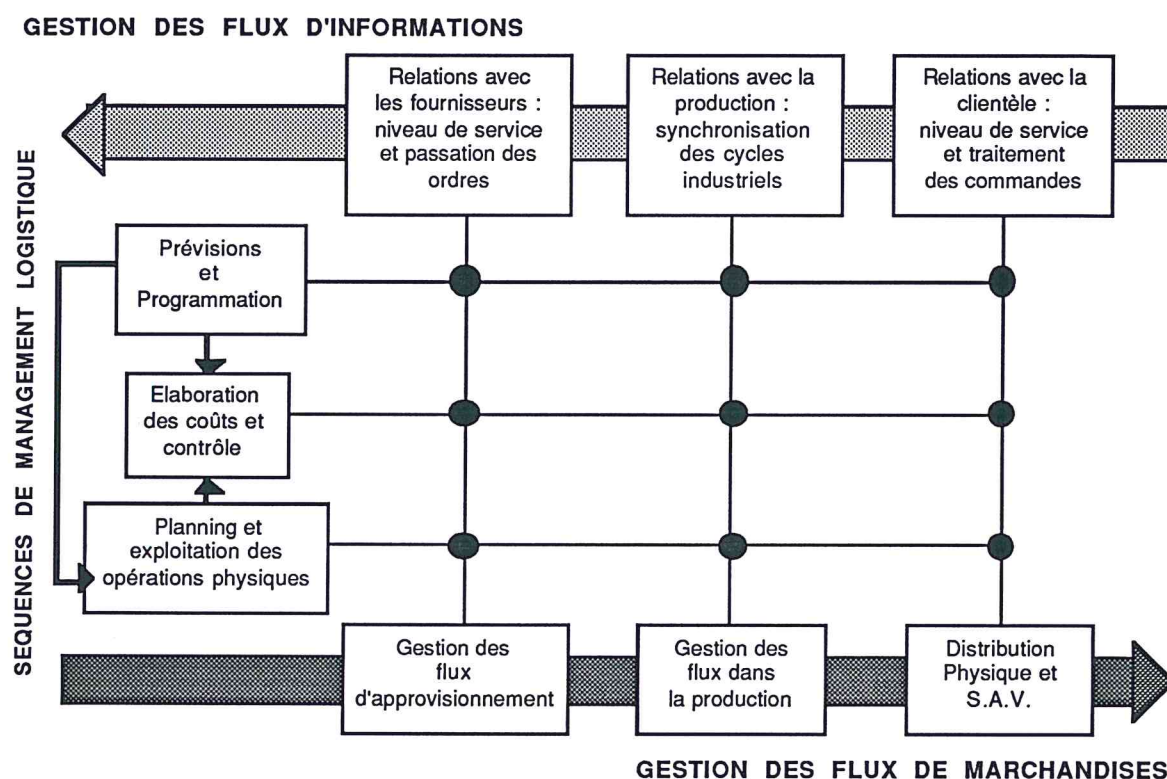 GESTION DES FLUX D'INFORMATIONS
Relations avec
les fournisseurs :
niveau de service
et passation des
ordres
Relations avec la
production :
synchronisation
des cycles
industriels
Relations avec la
clientèle :
niveau de service
et traitement
des commandes
SEQUENCES DE MANAGEMENT LOGISTIQUE
Prévisions
et
Programmation
Elaboration
des coûts et
contrôle
Planning et
exploitation des
opérations physiques
Gestion des
flux
d'approvisionnement
Gestion des
flux dans
la production
Distribution
Physique et
S.A.V.
GESTION DES FLUX DE MARCHANDISES